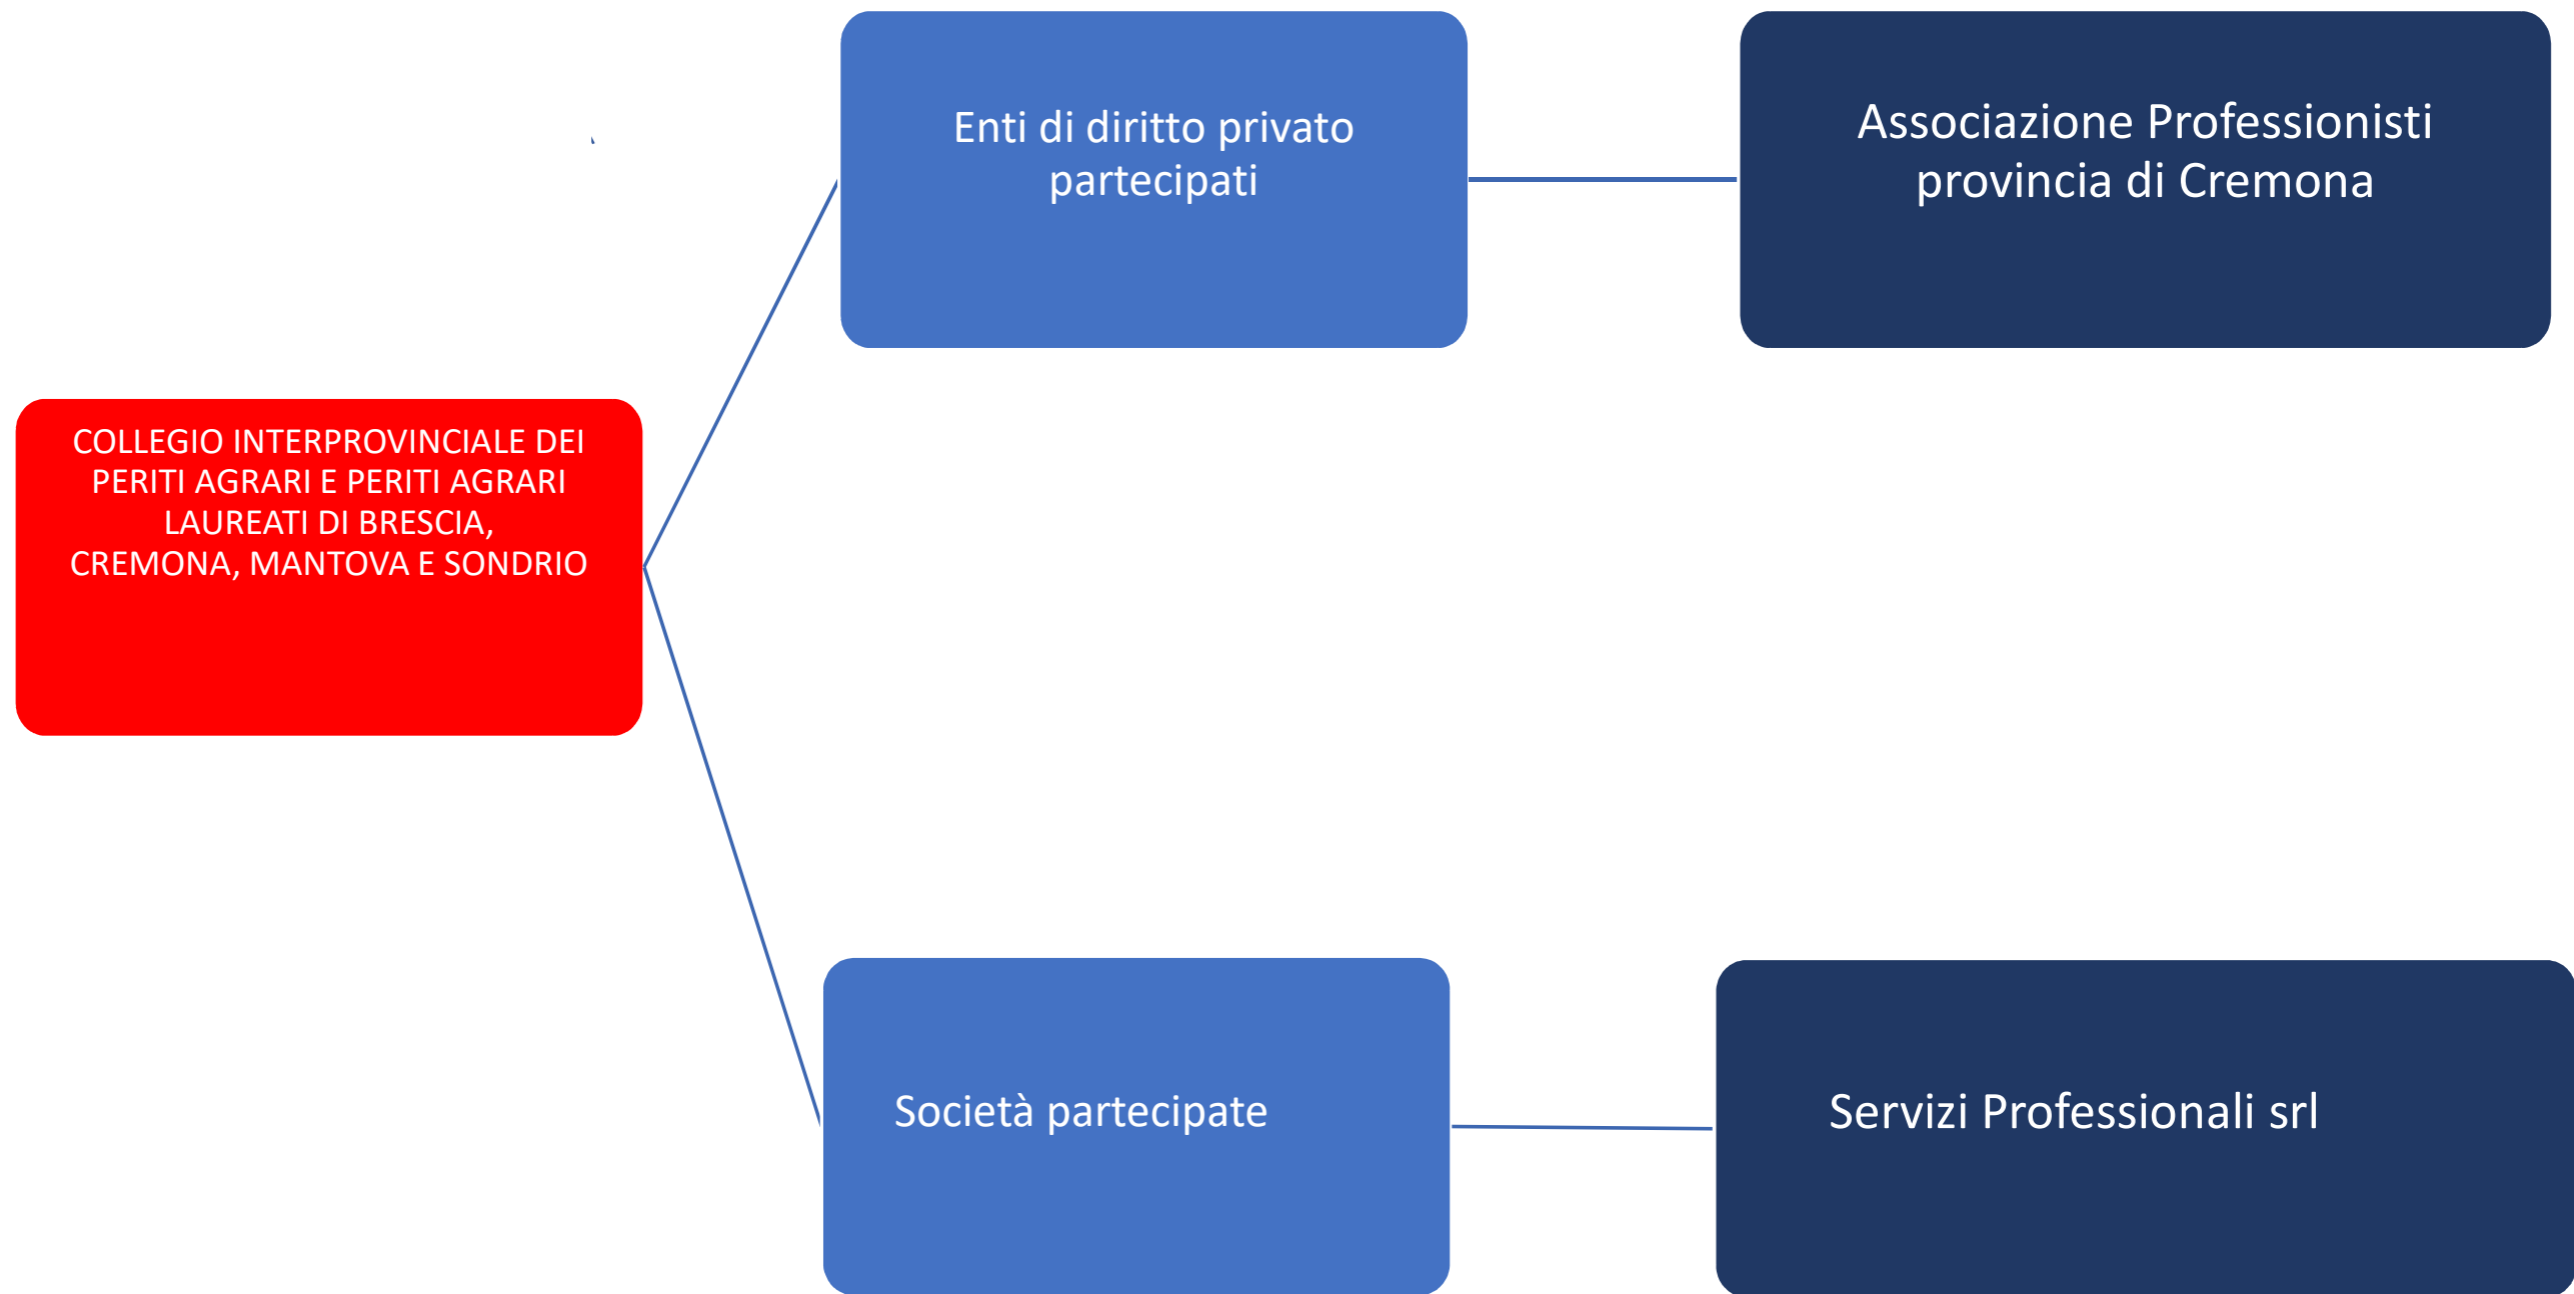 Enti di diritto privato
partecipati
Associazione Professionisti
provincia di Cremona
COLLEGIO INTERPROVINCIALE DEI
PERITI AGRARI E PERITI AGRARI
LAUREATI DI BRESCIA,
CREMONA, MANTOVA E SONDRIO
Società partecipate
Servizi Professionali srl